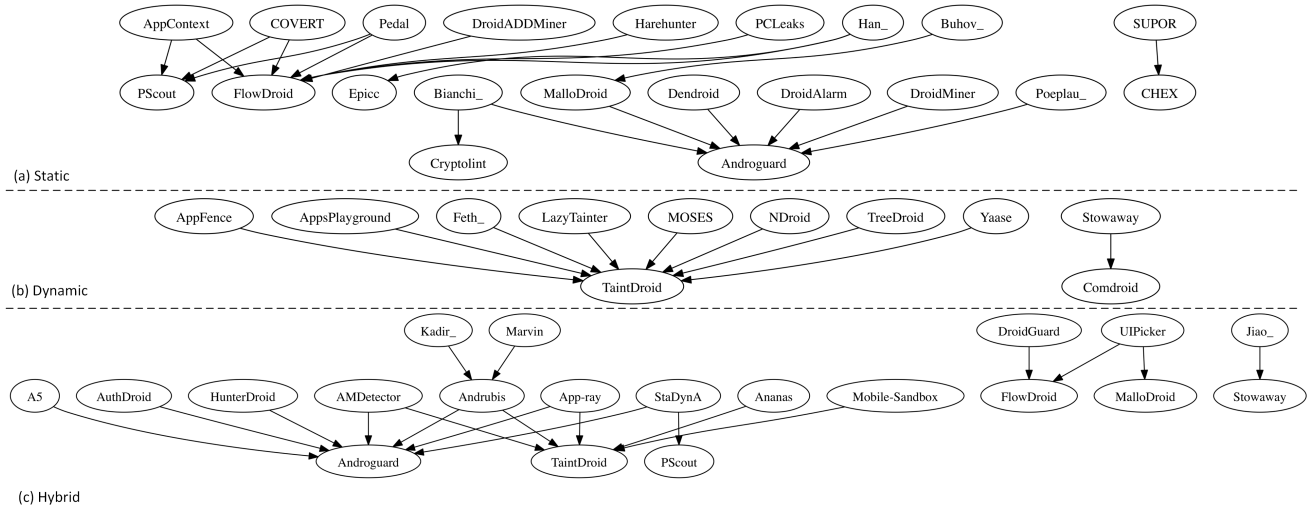 AppContext COVERT Pedal DroidADDMiner Harehunter PCLeaks Han_ Buhov_ SUPOR
PScout FlowDroid Epicc Bianchi_ MalloDroid Dendroid DroidAlarm DroidMiner Poeplau_ CHEX
Cryptolint Androguard
(a) Static
AppFence AppsPlayground Feth_ LazyTainter MOSES NDroid TreeDroid Yaase Stowaway
TaintDroid Comdroid
(b) Dynamic
Kadir_ Marvin DroidGuard UIPicker Jiao_
A5 AuthDroid HunterDroid AMDetector Andrubis App-ray StaDynA Ananas Mobile-Sandbox FlowDroid MalloDroid Stowaway
Androguard TaintDroid PScout
(c) Hybrid